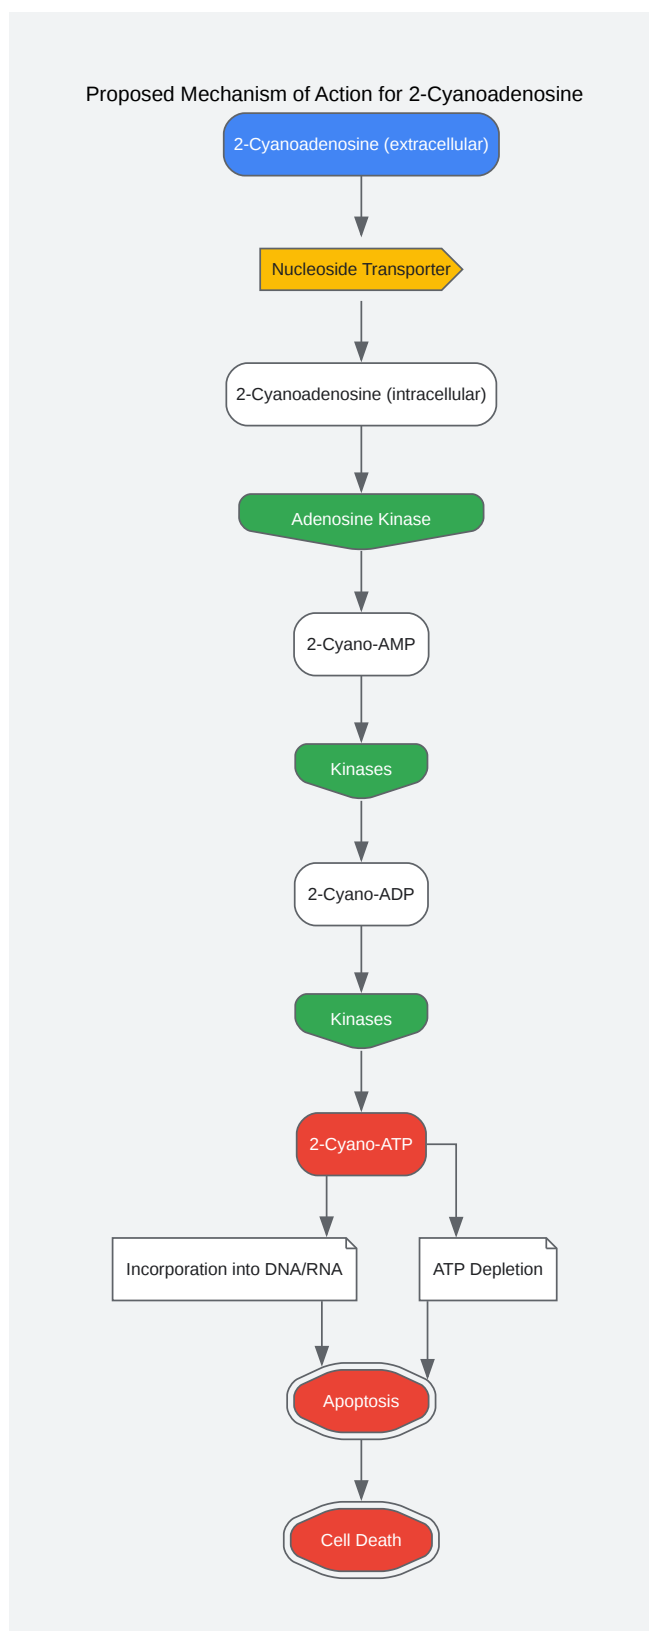 Proposed Mechanism of Action for 2-Cyanoadenosine
2-Cyanoadenosine (extracellular)
Nucleoside Transporter
2-Cyanoadenosine (intracellular)
Adenosine Kinase
2-Cyano-AMP
Kinases
2-Cyano-ADP
Kinases
2-Cyano-ATP
Incorporation into DNA/RNA
ATP Depletion
Apoptosis
Cell Death